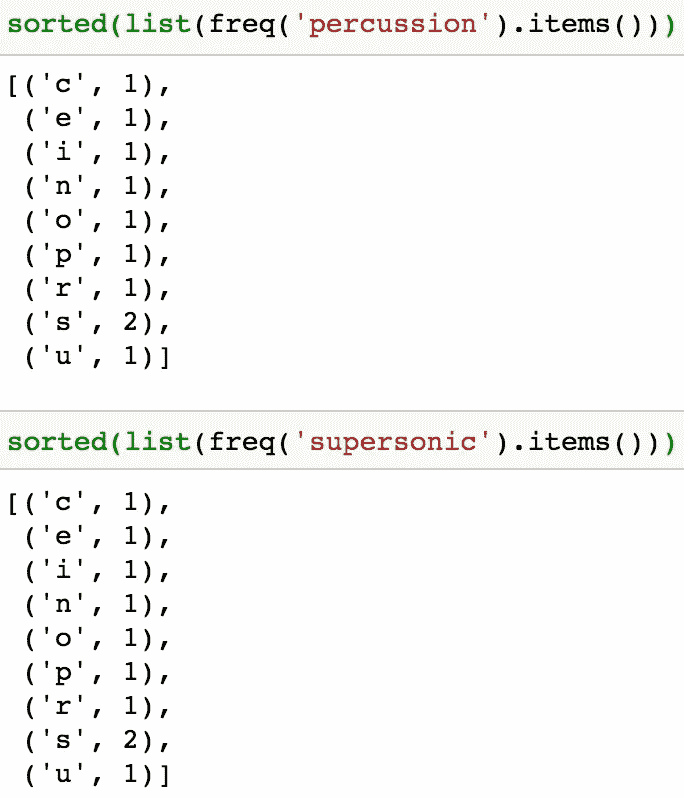 sorted(list(freq('percussion').items()))
[('c', 1),
 ('e', 1),
 ('i', 1),
 ('n', 1),
 ('o', 1),
 ('p', 1),
 ('r', 1),
 ('s', 2),
 ('u', 1)]
sorted(list(freq('supersonic').items()))
[('c', 1),
 ('e', 1),
 ('i', 1),
 ('n', 1),
 ('o', 1),
 ('p', 1),
 ('r', 1),
 ('s', 2),
 ('u', 1)]